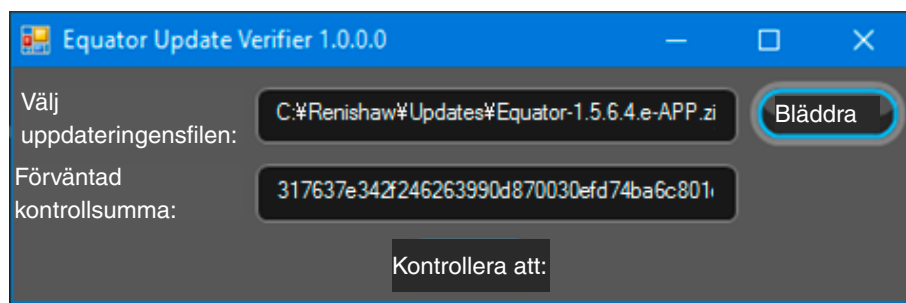 Equator Update Verifier 1.0.0.0
Välj
uppdateringensfilen:
C:¥Renishaw¥Updates¥Equator-1.5.6.4.e-APP.zi
Bläddra
Förväntad
kontrollsumma:
317637e342f246263990d870030efd74ba6c801
Kontrollera att: